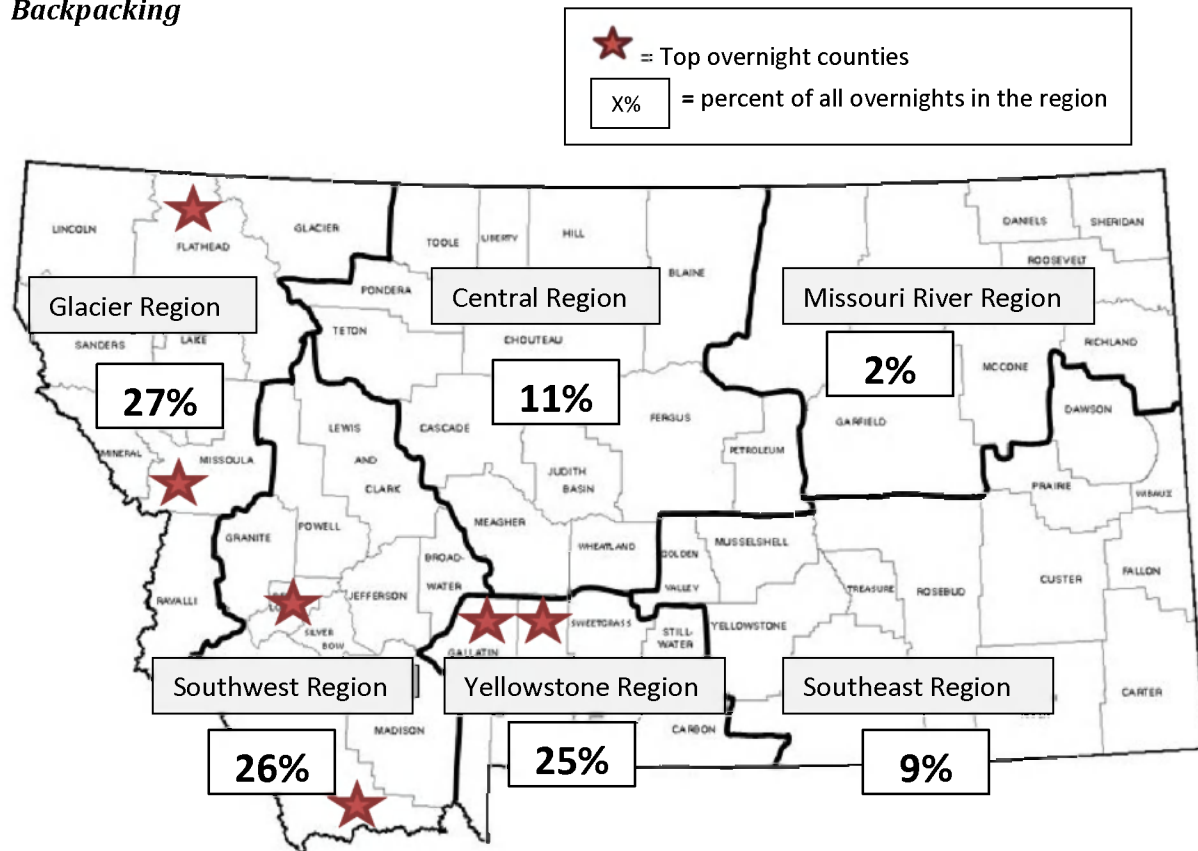 Backpacking
= Top overnight counties
X%
= percent of all overnights in the region
LINCOLN
FLATHEAD
GLACIER
TOOLE
LIBERTY
HILL
BLAINE
DANIELS
SHERIDAN
ROOSEVELT
PONDERA
Glacier Region
Central Region
Missouri River Region
TETON
CHOUTEAU
SANDERS
LAKE
RICHLAND
MCCONE
27%
11%
2%
DAWSON
GARFIELD
FERGUS
CASCADE
LEWIS
AND
CLARK
MINERAL
MISSOULA
PETROLEUM
JUDITH
BASIN
PRAIRIE
WIBAUX
MEAGHER
POWELL
GRANITE
WHEATLAND
GOLDEN
VALLEY
MUSSELSHELL
BROAD-
WATER
JEFFERSON
RAVALLI
TREASURE
ROSEBUD
CUSTER
FALLON
SILVER
BOW
GALLATIN
SWEETGRASS
STILL-
WATER
YELLOWSTONE
Southwest Region
Yellowstone Region
Southeast Region
CARTER
MADISON
CARBON
26%
25%
9%